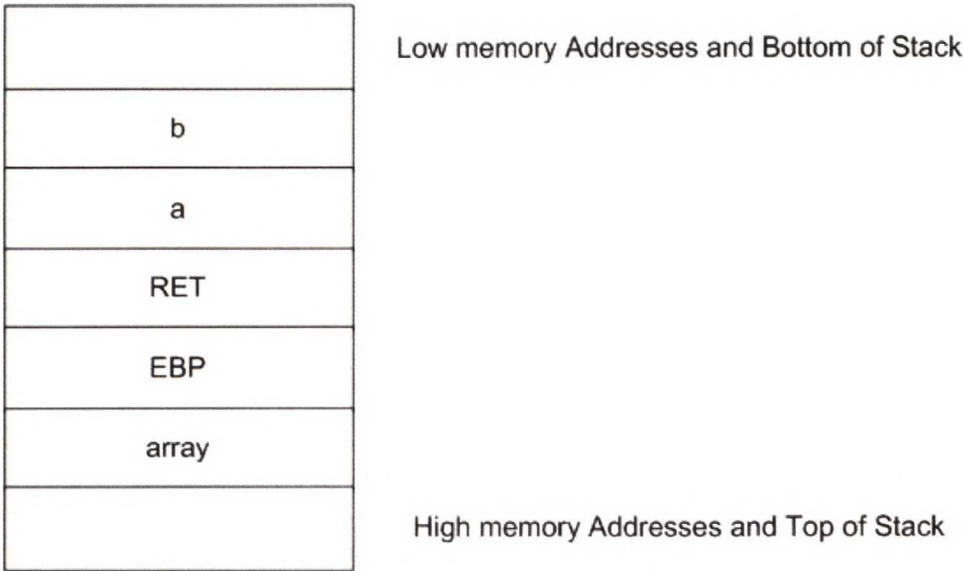 Low memory Addresses and Bottom of Stack
b
a
RET
EBP
array
High memory Addresses and Top of Stack